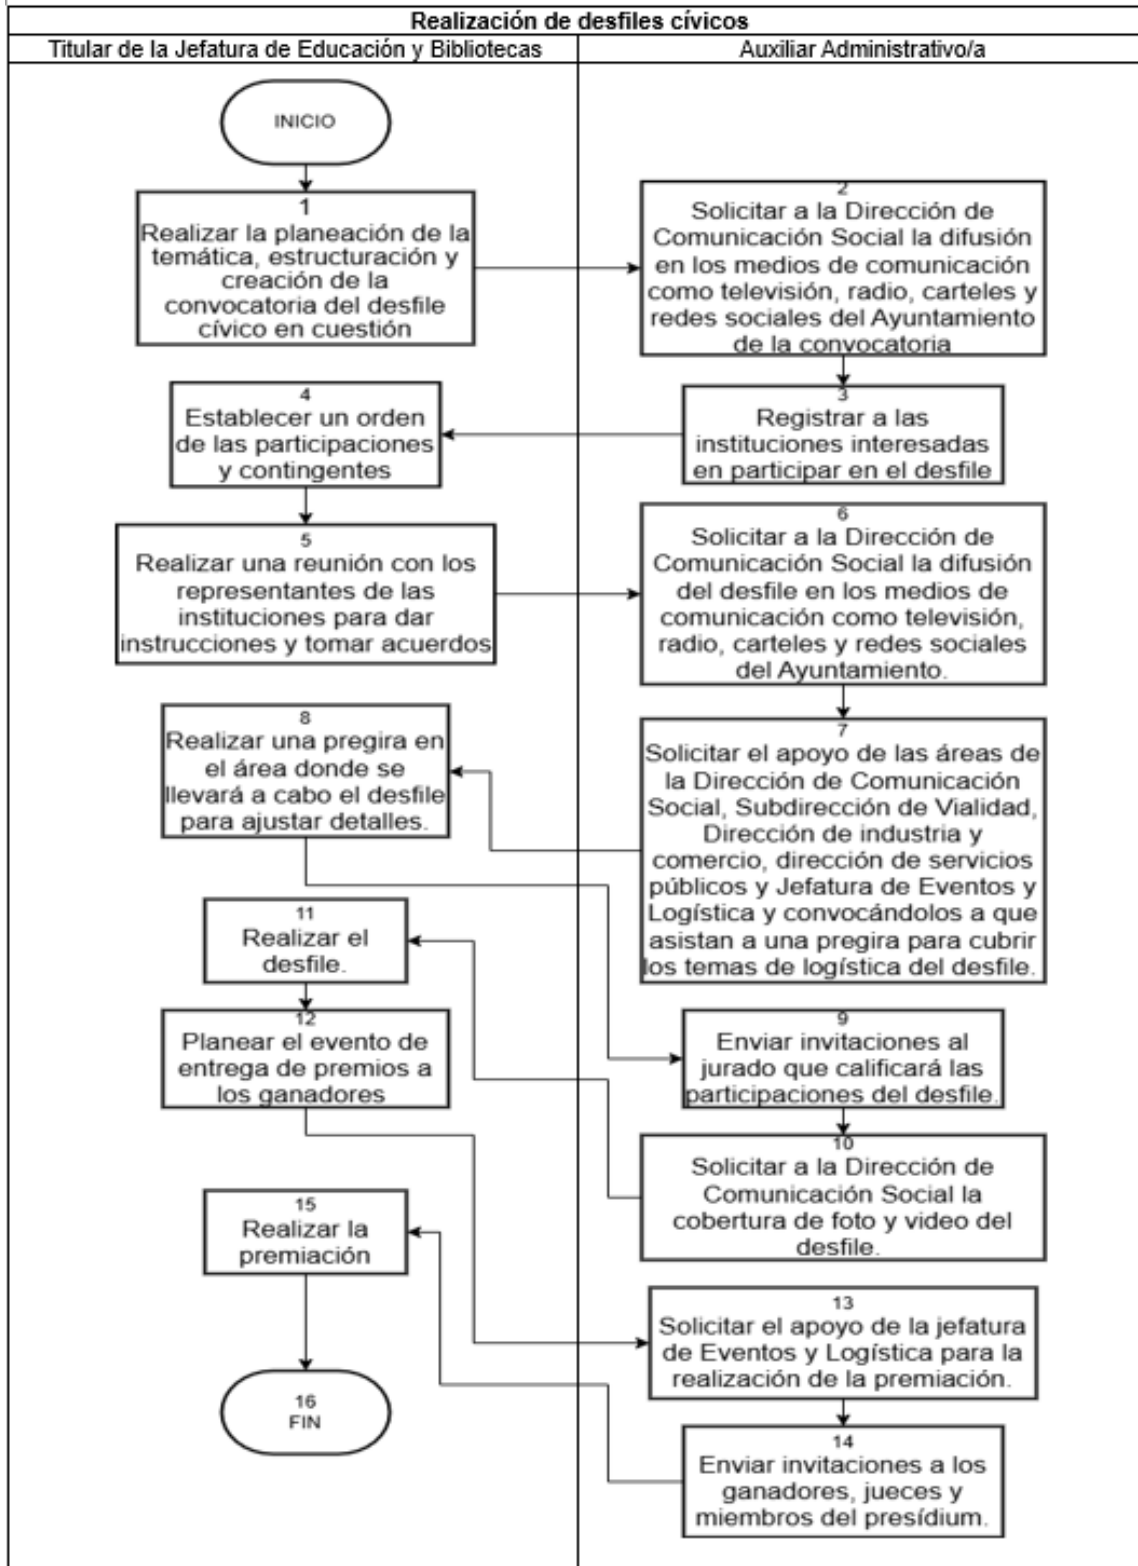 Realización de desfiles cívicos
Titular de la Jefatura de Educación y Bibliotecas
Auxiliar Administrativo/a
INICIO
1
Realizar la planeación de la
temática, estructuración y
creación de la
convocatoria del desfile
cívico en cuestión
2
Solicitar a la Dirección de
Comunicación Social la difusión
en los medios de comunicación
como televisión, radio, carteles y
redes sociales del Ayuntamiento
de la convocatoria
3
Registrar a las
instituciones interesadas
en participar en el desfile
4
Establecer un orden
de las participaciones
y contingentes
5
Realizar una reunión con los
representantes de las
instituciones para dar
instrucciones y tomar acuerdos
6
Solicitar a la Dirección de
Comunicación Social la difusión
del desfile en los medios de
comunicación como televisión,
radio, carteles y redes sociales
del Ayuntamiento.
7
Solicitar el apoyo de las áreas de
la Dirección de Comunicación
Social, Subdirección de Vialidad,
Dirección de industria y
comercio, dirección de servicios
públicos y Jefatura de Eventos y
Logística y convocándolos a que
asistan a una pregira para cubrir
los temas de logística del desfile.
8
Realizar una pregira en
el área donde se
llevará a cabo el desfile
para ajustar detalles.
9
Enviar invitaciones al
jurado que calificará las
participaciones del desfile.
10
Solicitar a la Dirección de
Comunicación Social la
cobertura de foto y video del
desfile.
11
Realizar el
desfile.
12
Planear el evento de
entrega de premios a
los ganadores
13
Solicitar el apoyo de la jefatura
de Eventos y Logística para la
realización de la premiación.
14
Enviar invitaciones a los
ganadores, jueces y
miembros del presídium.
15
Realizar la
premiación
16
FIN